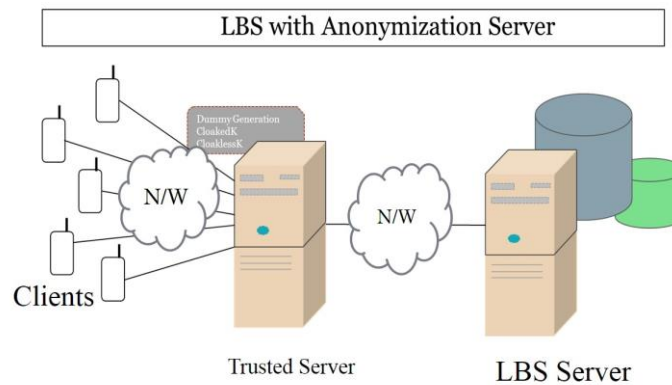 LBS with Anonymization Server
DummyGeneration
CloakedK
CloaklessK
N/W
N/W
Clients
Trusted Server
LBS Server